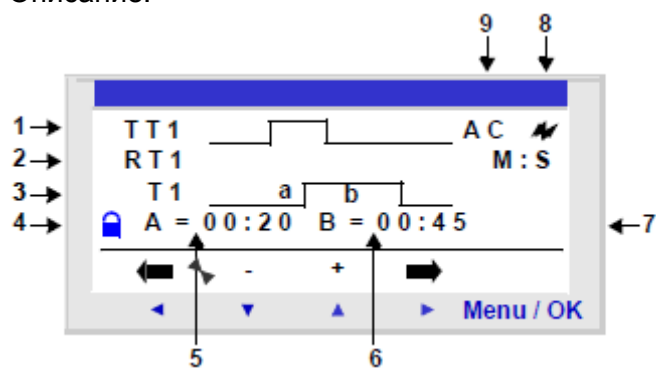 Описание:
9 8
1 TT1 AC
2 RT1 M:S
3 T1 a b
4 A = 00:20 B = 00:45 7
- +
Menu / OK
5 6